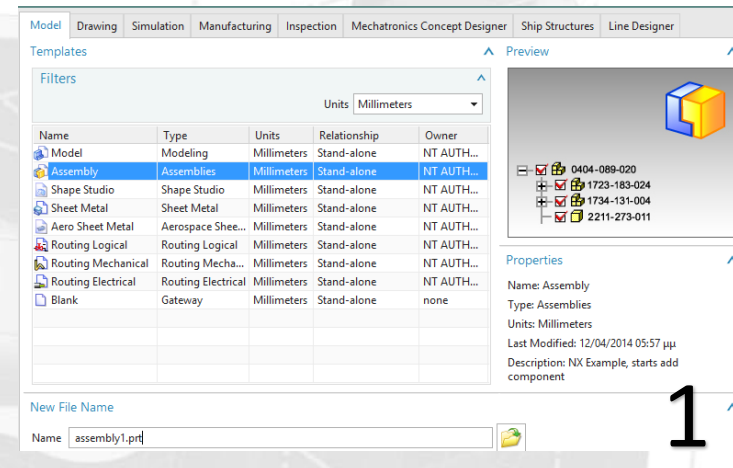 Model Drawing Simulation Manufacturing Inspection Mechatronics Concept Designer Ship Structures Line Designer
Templates
Filters
Units Millimeters
Name Type Units Relationship Owner
Model Modeling Millimeters Stand-alone NT AUTH...
Assembly Assemblies Millimeters Stand-alone NT AUTH...
Shape Studio Shape Studio Millimeters Stand-alone NT AUTH...
Sheet Metal Sheet Metal Millimeters Stand-alone NT AUTH...
Aero Sheet Metal Aerospace Shee... Millimeters Stand-alone NT AUTH...
Routing Logical Routing Logical Millimeters Stand-alone NT AUTH...
Routing Mechanical Routing Mecha... Millimeters Stand-alone NT AUTH...
Routing Electrical Routing Electrical Millimeters Stand-alone NT AUTH...
Blank Gateway Millimeters Stand-alone none
Preview
0404-089-020
1723-183-024
1734-131-004
2211-273-011
Properties
Name: Assembly
Type: Assemblies
Units: Millimeters
Last Modified: 12/04/2014 05:57 μμ
Description: NX Example, starts add
component
New File Name
Name assembly1.prt
1